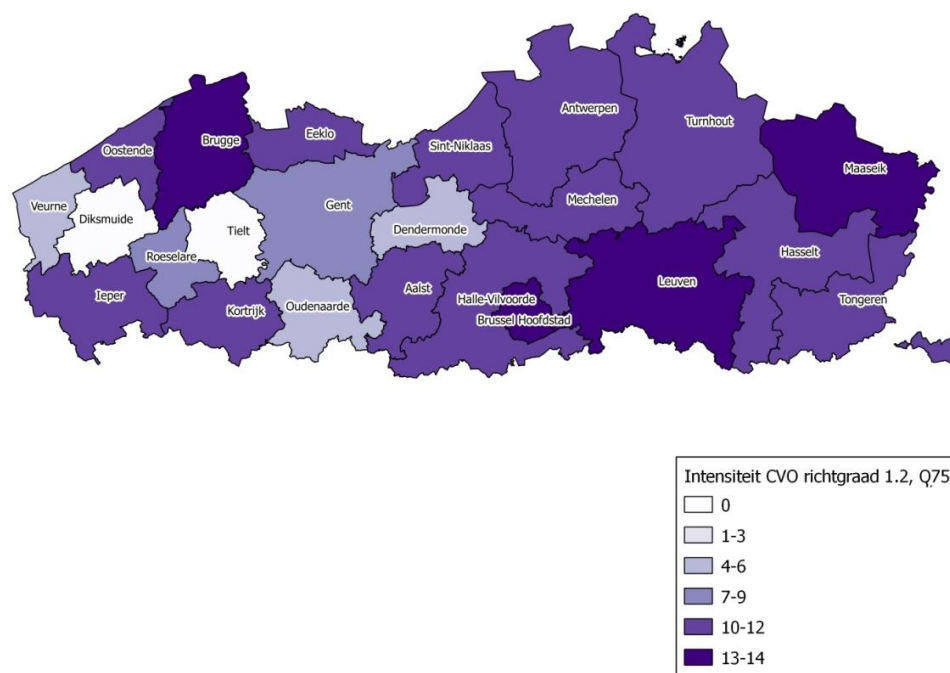 Antwerpen
Turnhout
Eeklo
Brugge
Oostende
Sint-Niklaas
Maaseik
Mechelen
Veurne
Gent
Diksmuide
Tielt
Dendermonde
Hasselt
Roeselare
Leuven
Aalst
Ieper
Halle-Vilvoorde
Tongeren
Oudenaarde
Kortrijk
Brussel Hoofdstad
Intensiteit CVO richtgraad 1.2, Q75
0
1-3
4-6
7-9
10-12
13-14